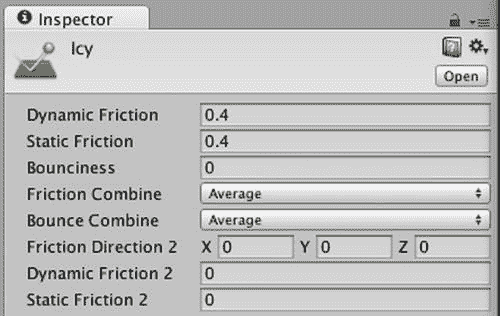 Inspector
Icy
Open
Dynamic Friction 0.4
Static Friction 0.4
Bounciness 0
Friction Combine Average
Bounce Combine Average
Friction Direction 2 X 0 Y 0 Z 0
Dynamic Friction 2 0
Static Friction 2 0